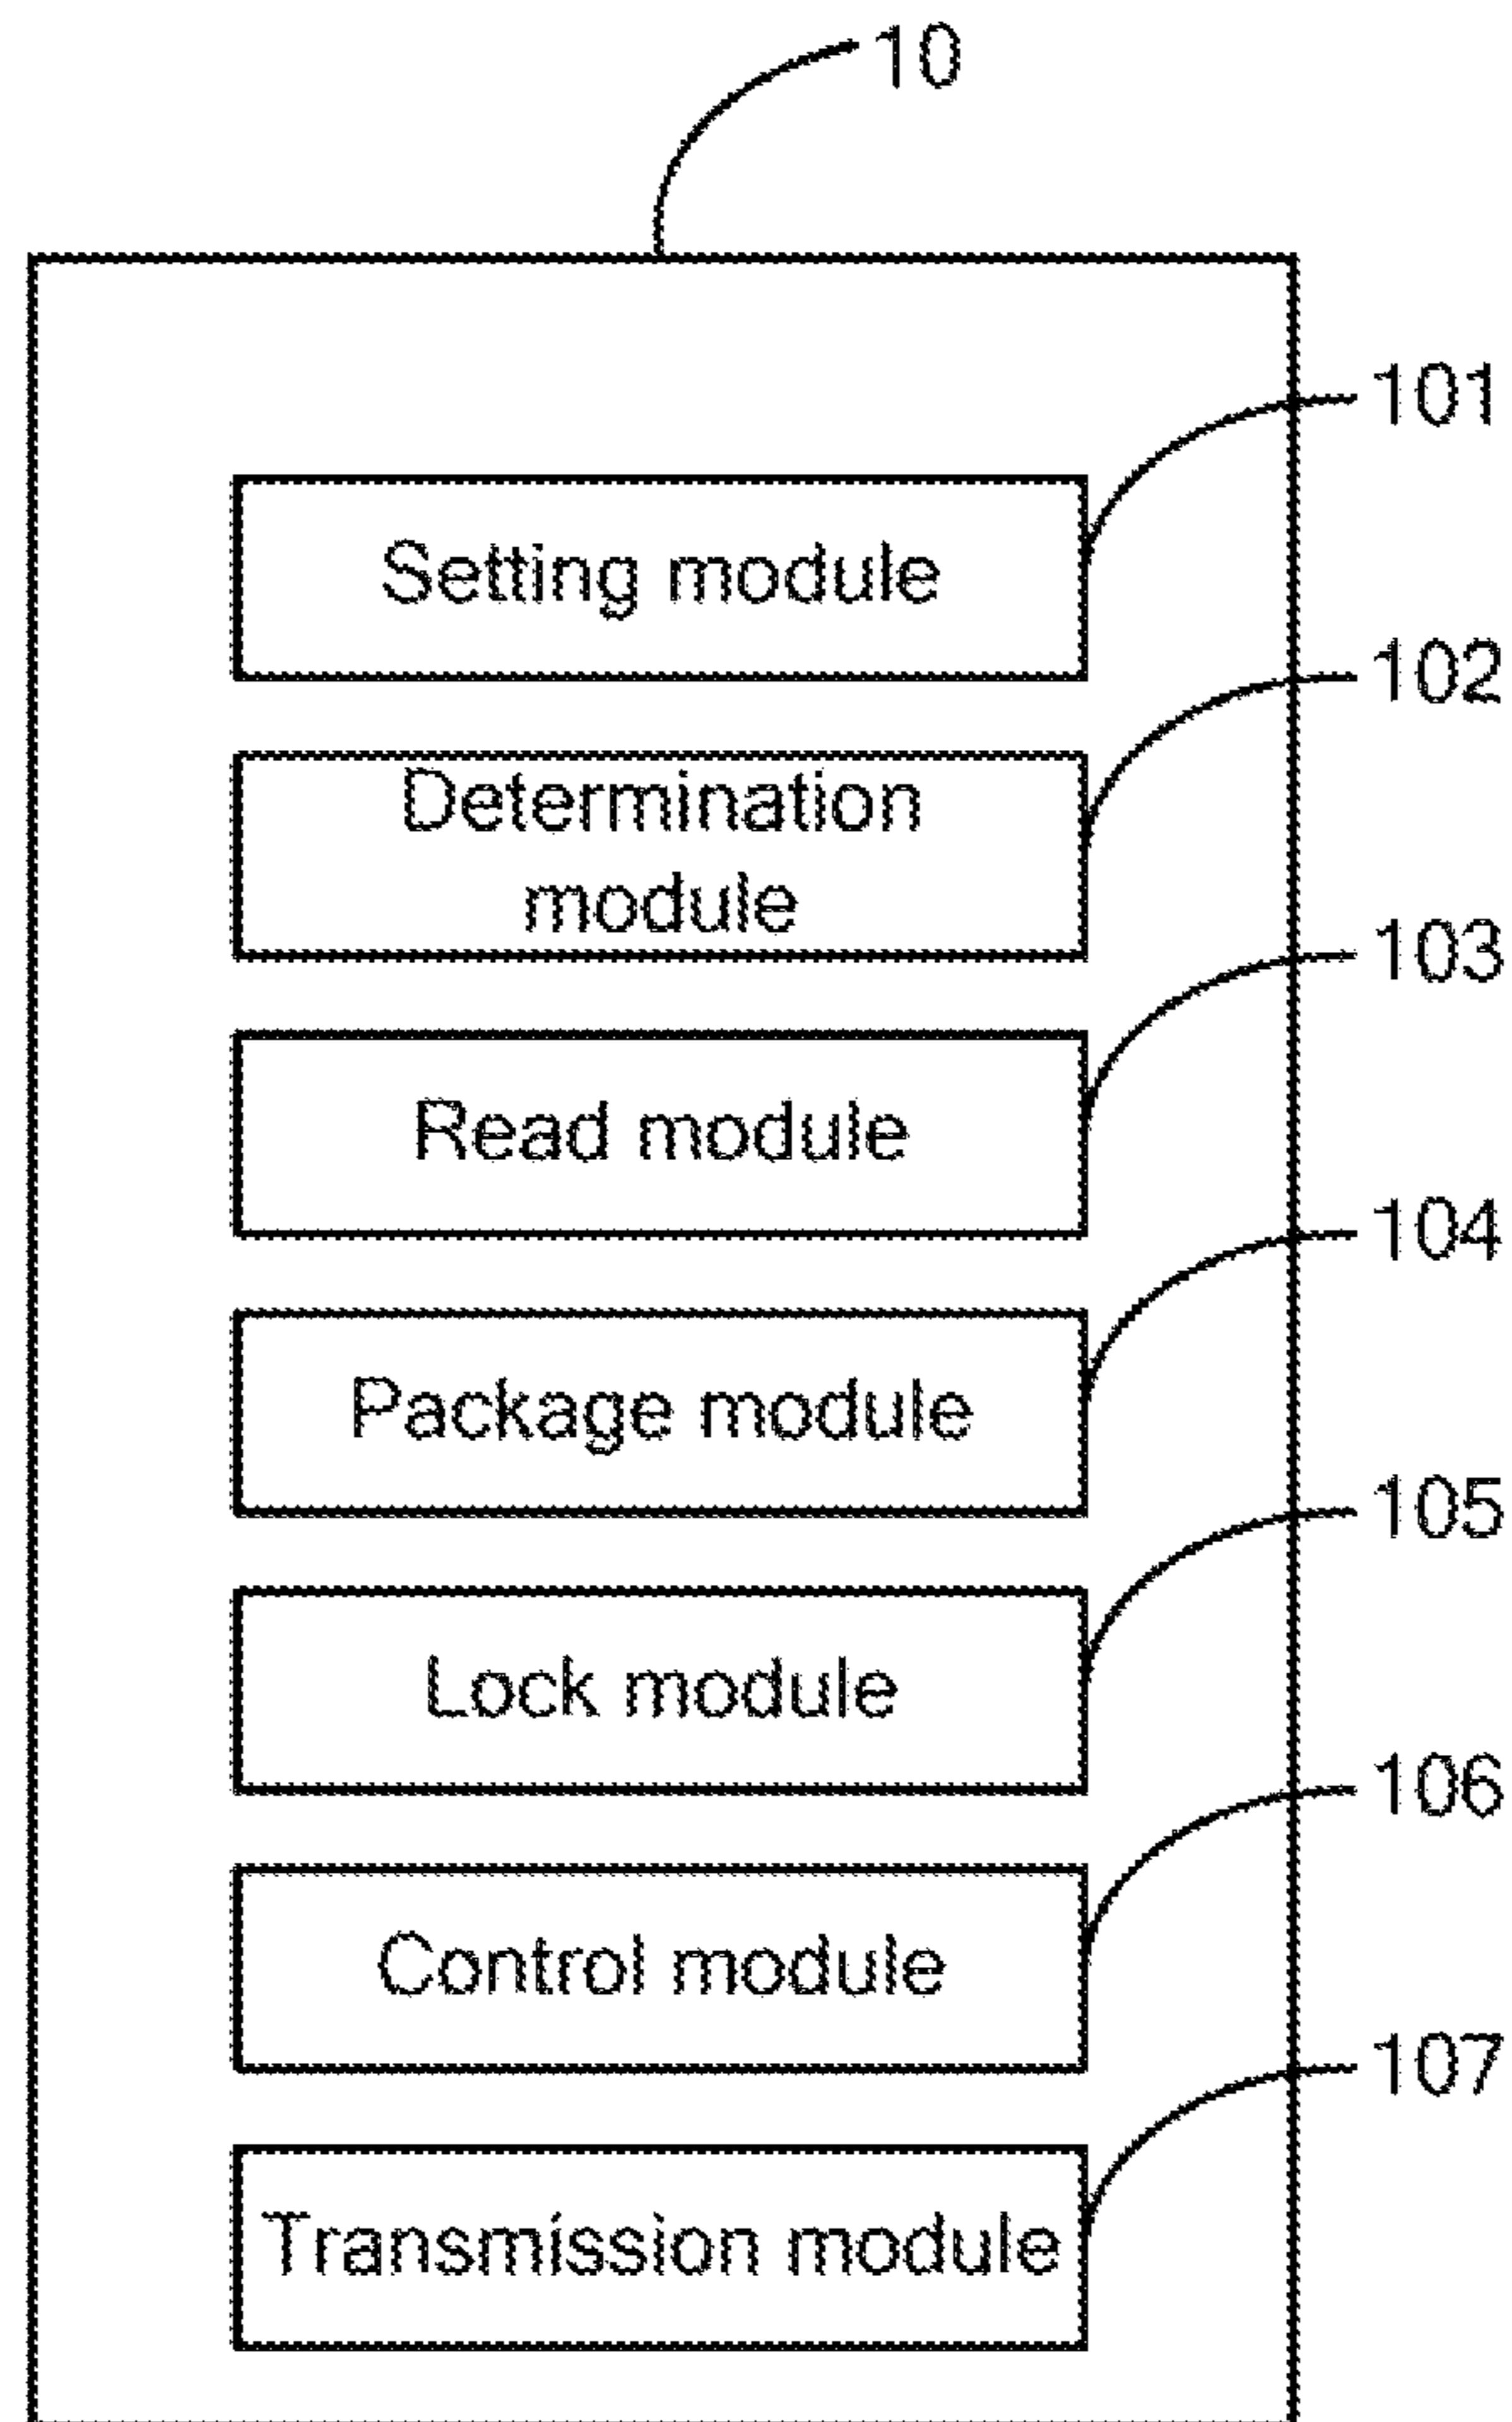 10
101
Setting module
102
Determination
module
103
Read module
104
Package module
105
Lock module
106
Control module
107
Transmission module